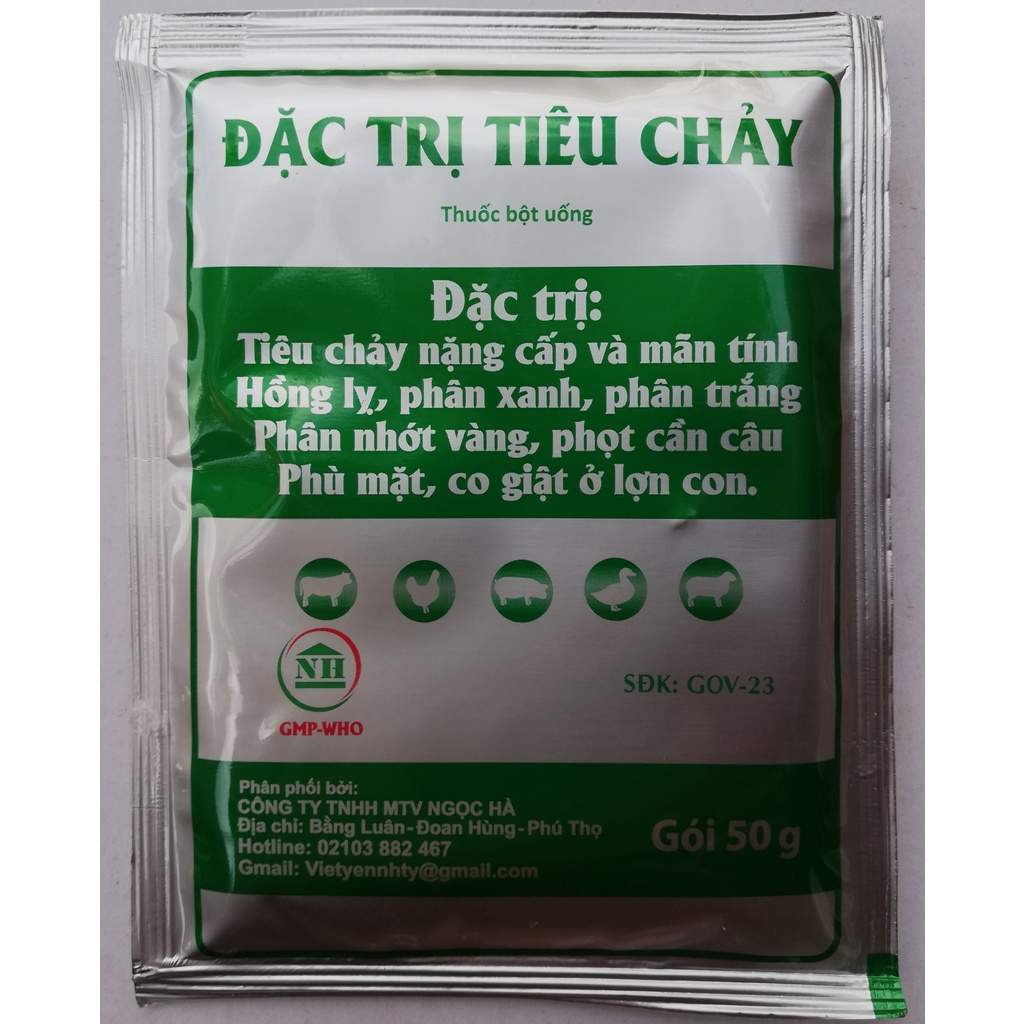 ĐẶC TRỊ TIÊU CHẢY
Thuốc bột uống
Đặc trị:
Tiêu chảy nặng cấp và mãn tính
Hồng lỵ, phân xanh, phân trắng
Phân nhớt vàng, phọt cần câu
Phù mặt, co giật ở lợn con.
NH
GMP-WHO
SĐK: GOV-23
Phân phối bởi:
CÔNG TY TNHH MTV NGỌC HÀ
Địa chỉ: Bằng Luân-Đoan Hùng-Phú Thọ
Hotline: 02103 882 467
Gmail: Vietyennhty@gmail.com
Gói 50 g